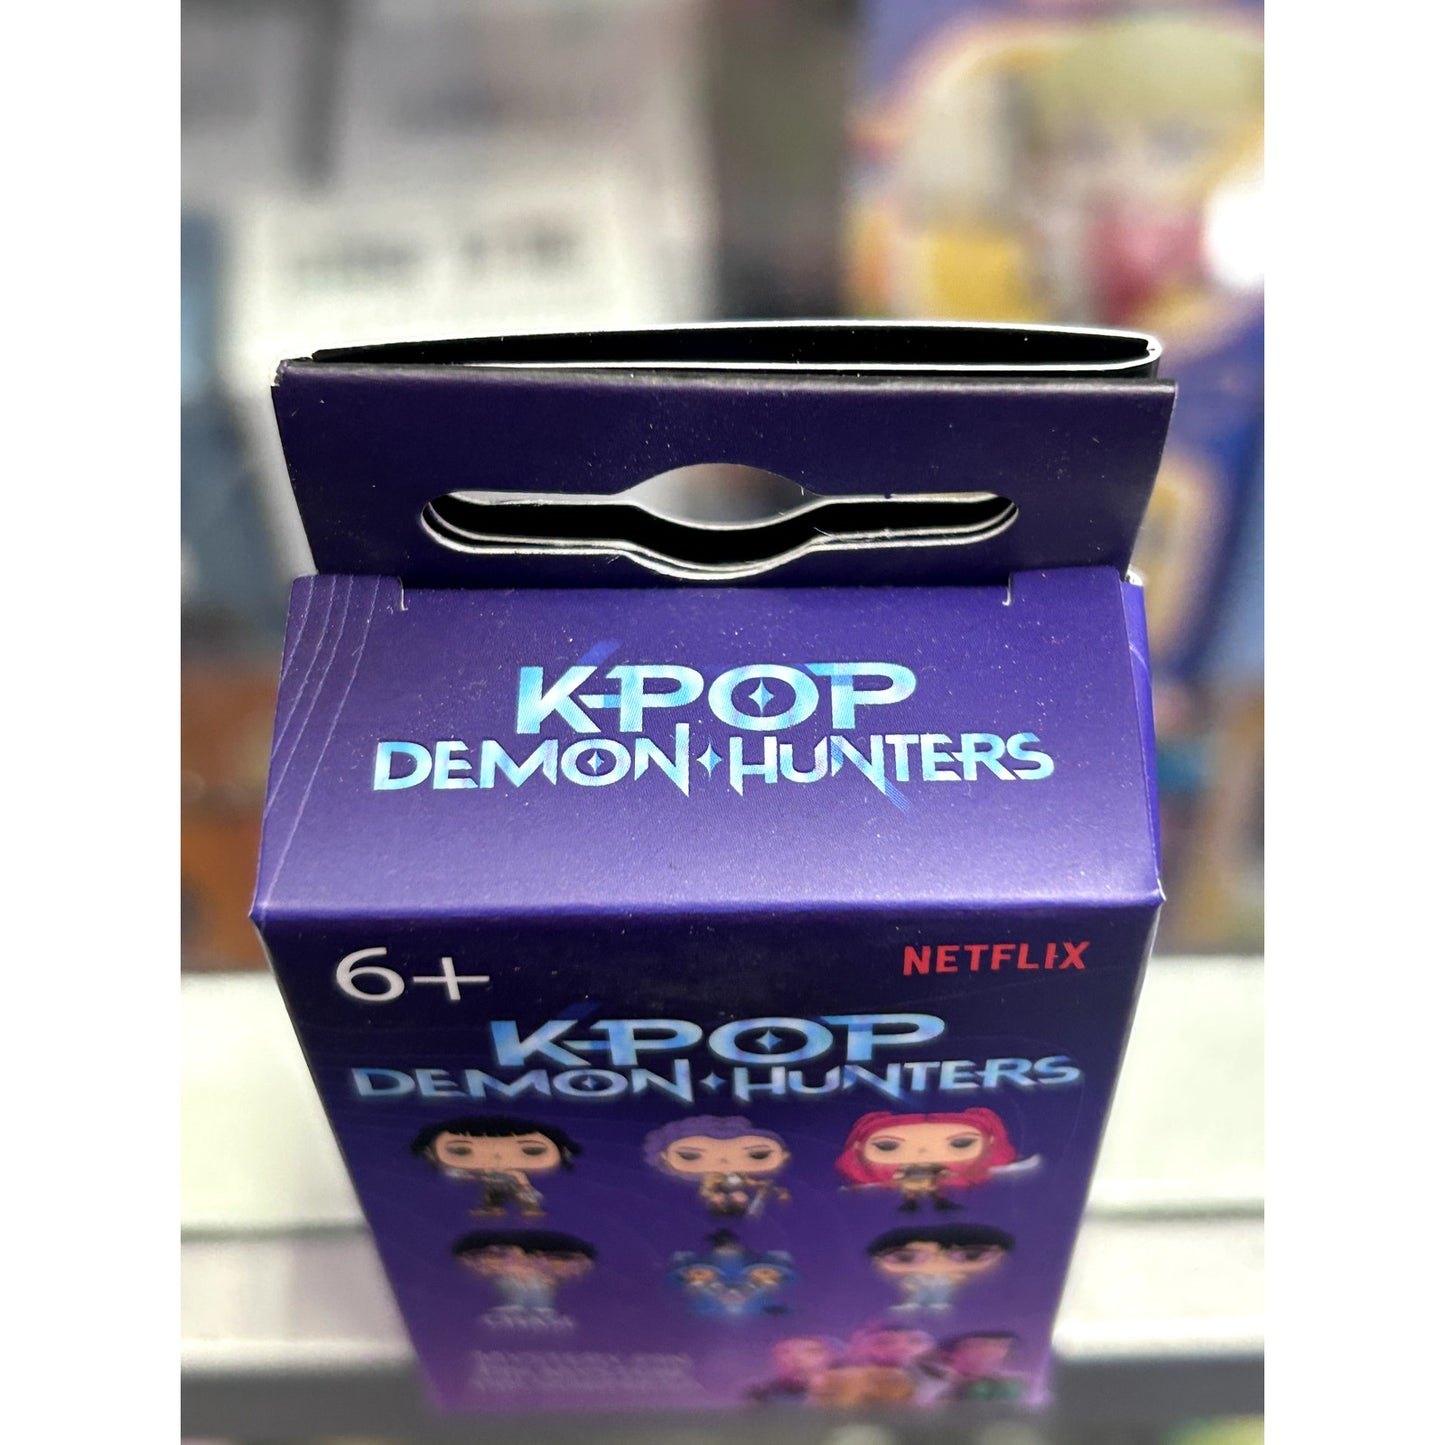 K-POP
DEMON HUNTERS
6+
NETFLIX
K-POP
DEMON HUNTERS